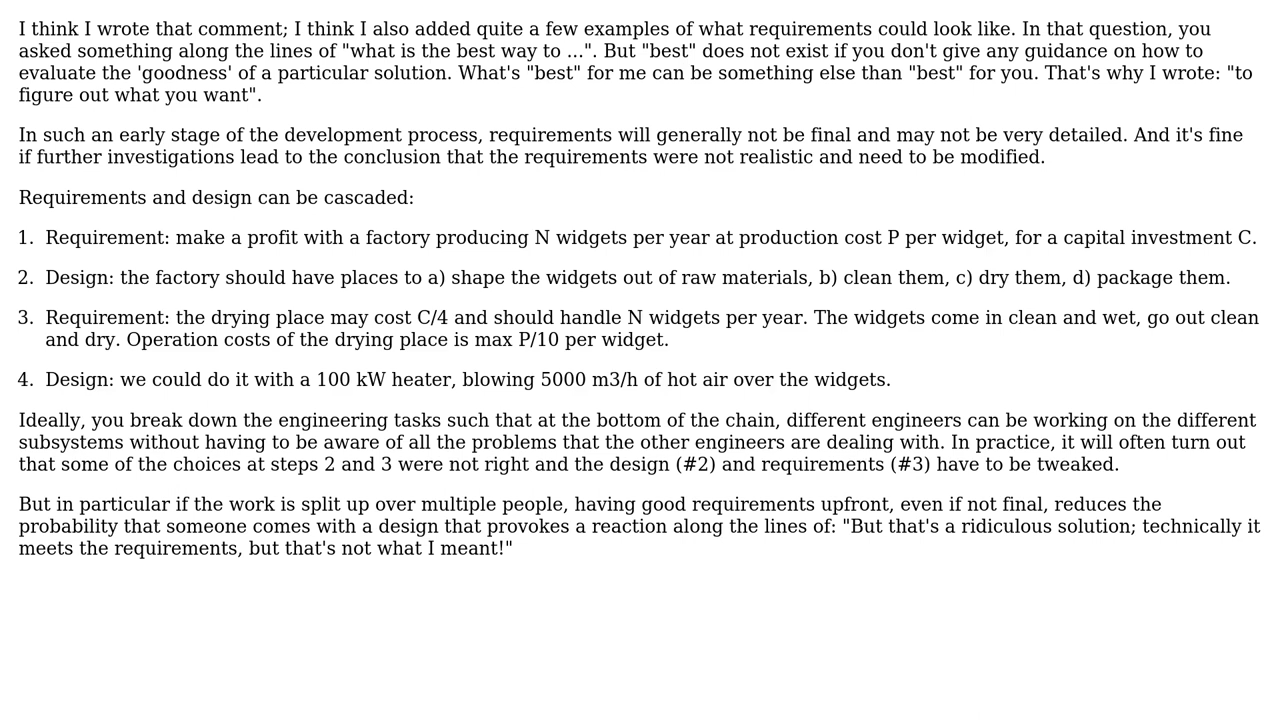 I think I wrote that comment; I think I also added quite a few examples of what requirements could look like. In that question, you
asked something along the lines of "what is the best way to ...". But "best" does not exist if you don't give any guidance on how to
evaluate the 'goodness' of a particular solution. What's "best" for me can be something else than "best" for you. That's why I wrote: "to
figure out what you want".
In such an early stage of the development process, requirements will generally not be final and may not be very detailed. And it's fine
if further investigations lead to the conclusion that the requirements were not realistic and need to be modified.
Requirements and design can be cascaded:
1. Requirement: make a profit with a factory producing N widgets per year at production cost P per widget, for a capital investment C.
2. Design: the factory should have places to a) shape the widgets out of raw materials, b) clean them, c) dry them, d) package them.
3. Requirement: the drying place may cost C/4 and should handle N widgets per year. The widgets come in clean and wet, go out clean
and dry. Operation costs of the drying place is max P/10 per widget.
4. Design: we could do it with a 100 kW heater, blowing 5000 m3/h of hot air over the widgets.
Ideally, you break down the engineering tasks such that at the bottom of the chain, different engineers can be working on the different
subsystems without having to be aware of all the problems that the other engineers are dealing with. In practice, it will often turn out
that some of the choices at steps 2 and 3 were not right and the design (#2) and requirements (#3) have to be tweaked.
But in particular if the work is split up over multiple people, having good requirements upfront, even if not final, reduces the
probability that someone comes with a design that provokes a reaction along the lines of: "But that's a ridiculous solution; technically it
meets the requirements, but that's not what I meant!"